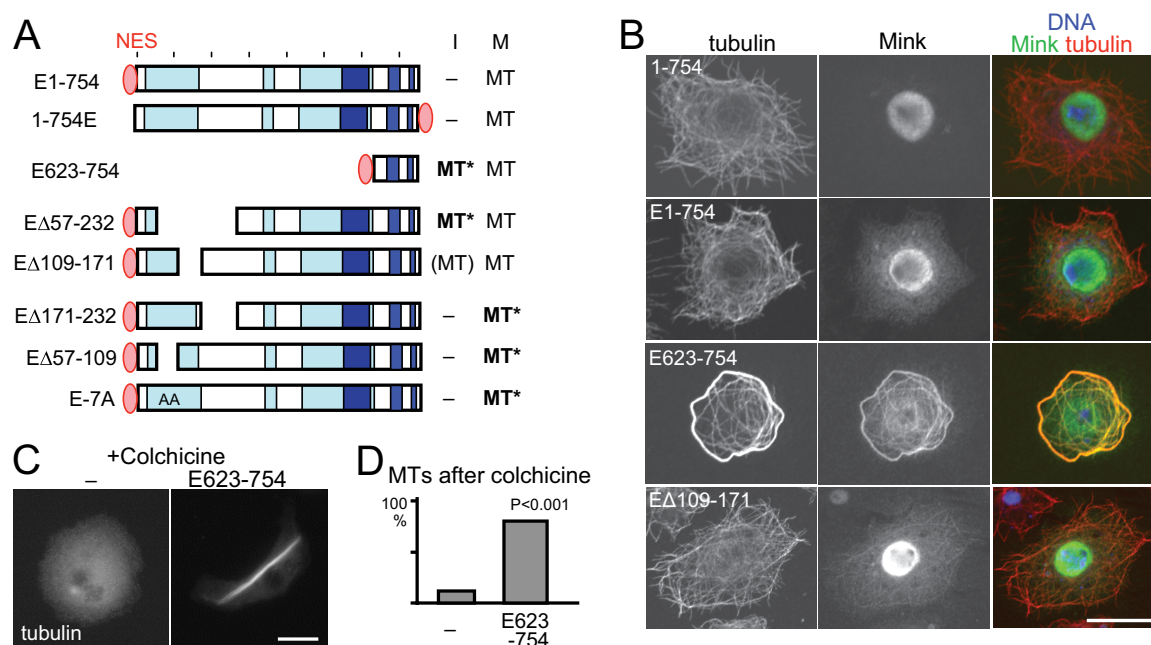 A
NES I M
E1-754 – MT
1-754E – MT
E623-754 MT* MT
EΔ57-232 MT* MT
EΔ109-171 (MT) MT
EΔ171-232 – MT*
EΔ57-109 – MT*
E-7A AA – MT*
B
DNA
tubulin Mink Mink tubulin
1-754
E1-754
E623-754
EΔ109-171
C
+Colchicine
– E623-754
tubulin
D
MTs after colchicine
100
%
P<0.001
– E623
-754